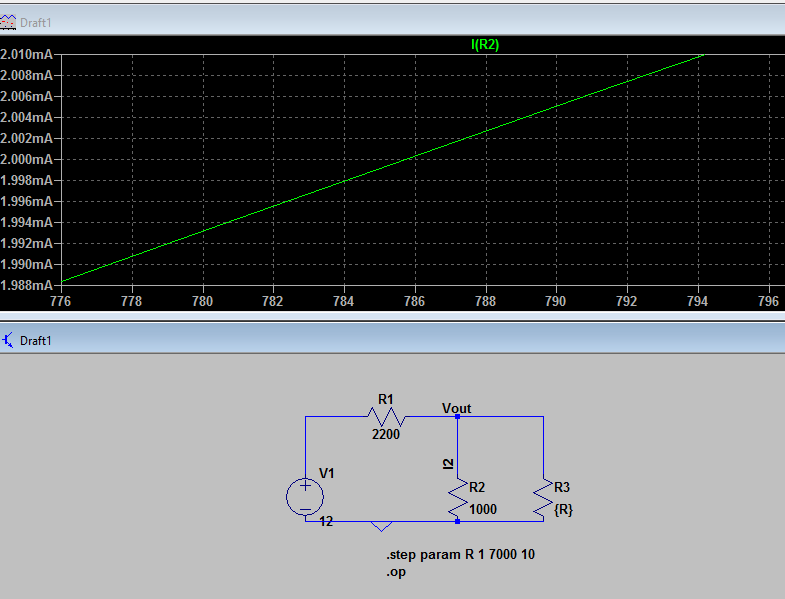 Draft1
I(R2)
2.010mA
2.008mA
2.006mA
2.004mA
2.002mA
2.000mA
1.998mA
1.996mA
1.994mA
1.992mA
1.990mA
1.988mA
776 778 780 782 784 786 788 790 792 794 796
Draft1
R1
2200
Vout
V1
12
I2
R2
1000
R3
{R}
.step param R 1 7000 10
.op